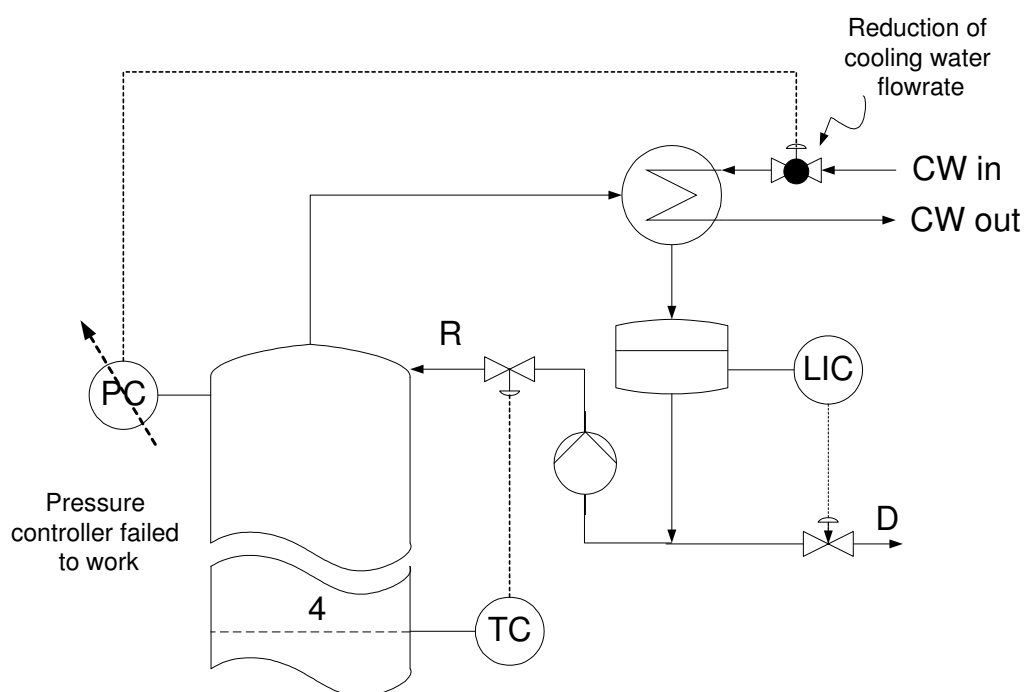 Reduction of
cooling water
flowrate
CW in
CW out
R
LIC
PC
D
Pressure
controller failed
to work
4
TC